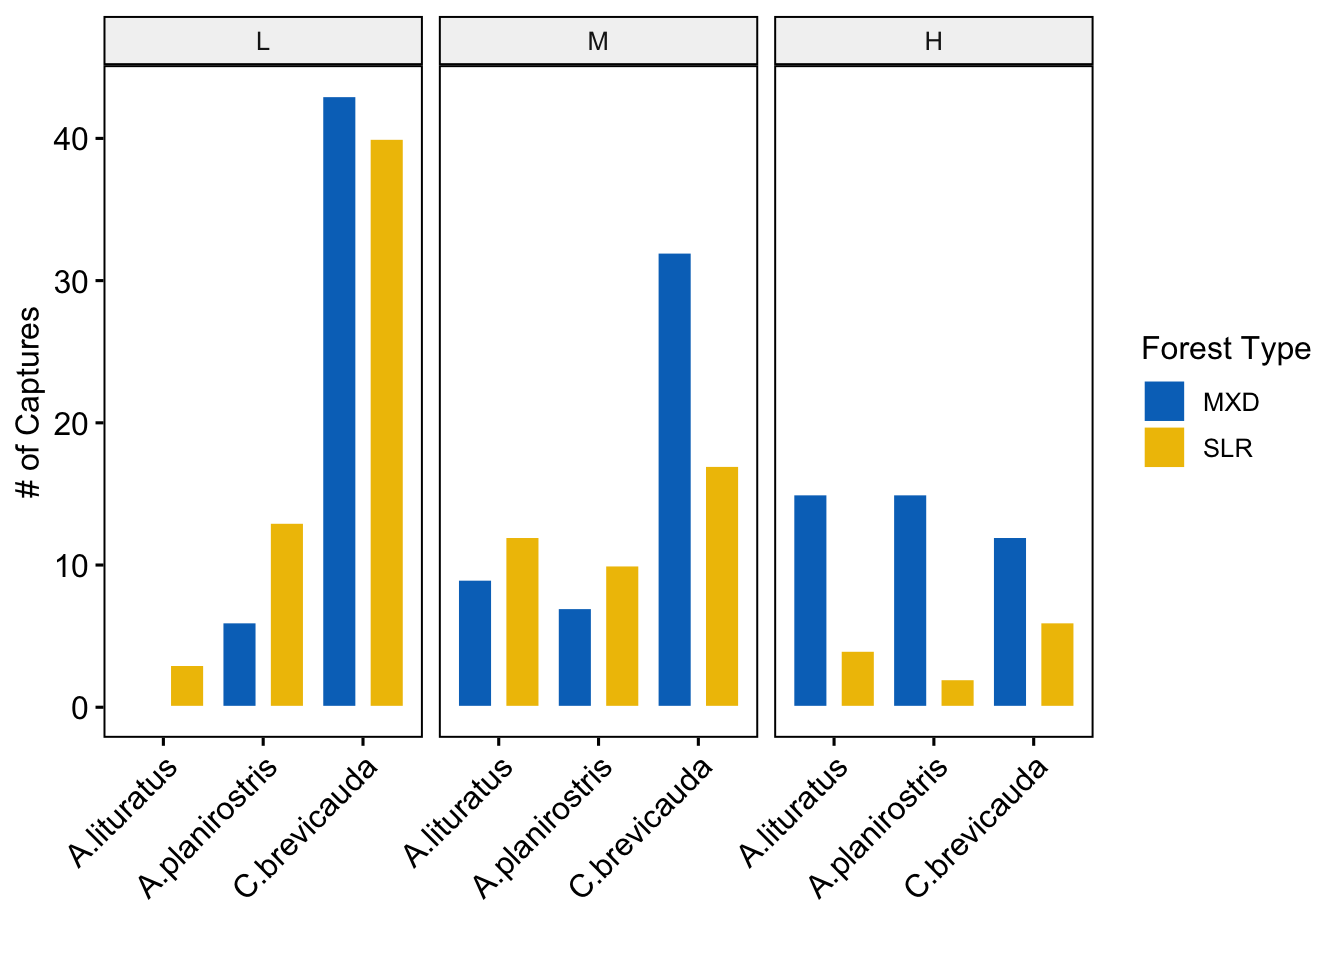 L M H
# of Captures
40
30
20
10
0
A.lituratus A.planirostris C.brevicauda A.lituratus A.planirostris C.brevicauda A.lituratus A.planirostris C.brevicauda
Forest Type
MXD
SLR